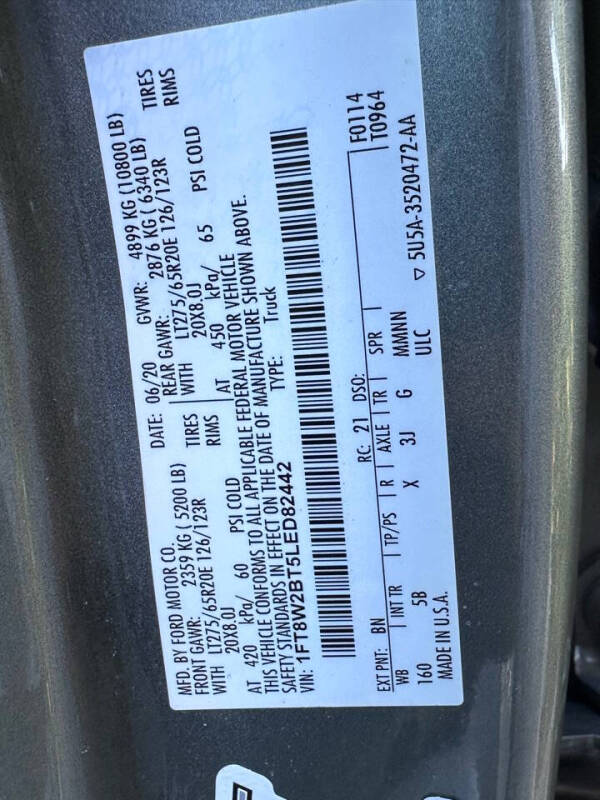 MFD. BY FORD MOTOR CO.
DATE: 06/20 GVWR: 4899 KG (10800 LB)
FRONT GAWR: 2359 KG ( 5200 LB) REAR GAWR: 2876 KG ( 6340 LB)
WITH LT275/65R20E 126/123R TIRES WITH LT275/65R20E 126/123R TIRES
20X8.0J RIMS 20X8.0J RIMS
AT 420 kPa/ 60 PSI COLD AT 450 kPa/ 65 PSI COLD
THIS VEHICLE CONFORMS TO ALL APPLICABLE FEDERAL MOTOR VEHICLE
SAFETY STANDARDS IN EFFECT ON THE DATE OF MANUFACTURE SHOWN ABOVE.
VIN: 1FT8W2BT5LED82442 TYPE: Truck
F0114
T0964
EXT PNT: BN RC: 21 DSO:
WB INT TR TP/PS R AXLE TR SPR
160 5B X 3J G MMNNN
MADE IN U.S.A. ULC
▽ 5U5A-3520472-AA